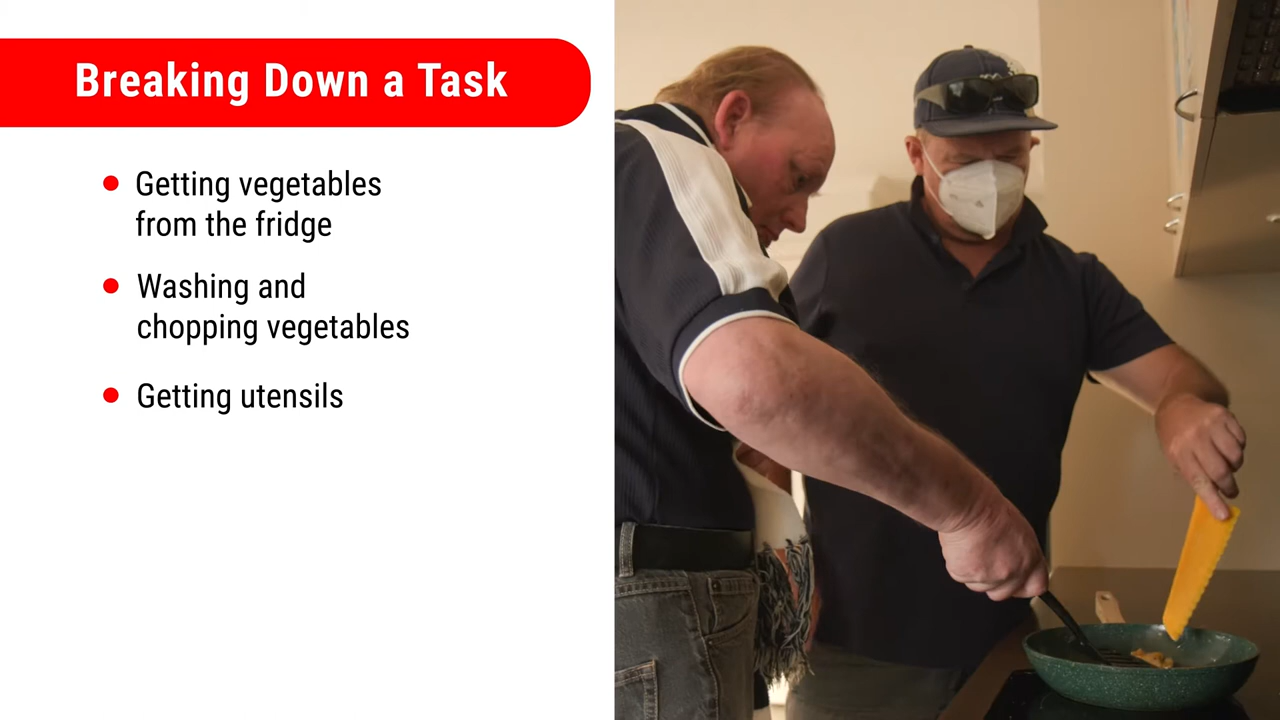 Breaking Down a Task
Getting vegetables
from the fridge
Washing and
chopping vegetables
Getting utensils